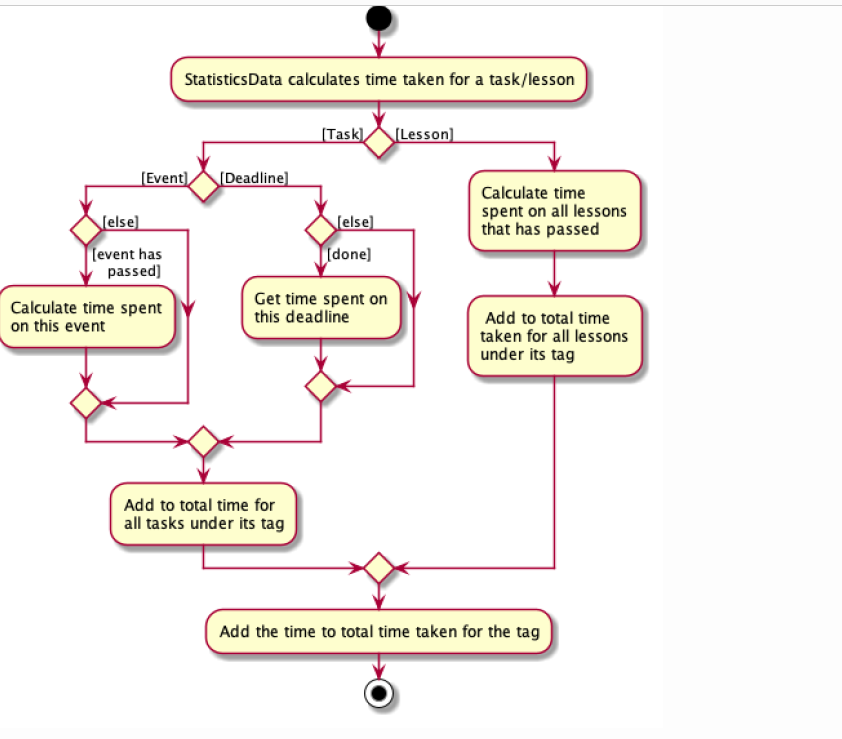 StatisticsData calculates time taken for a task/lesson
[Task]
[Lesson]
[Event]
[Deadline]
Calculate time
spent on all lessons
that has passed
[else]
[else]
[event has
passed]
[done]
Calculate time spent
on this event
Get time spent on
this deadline
Add to total time
taken for all lessons
under its tag
Add to total time for
all tasks under its tag
Add the time to total time taken for the tag